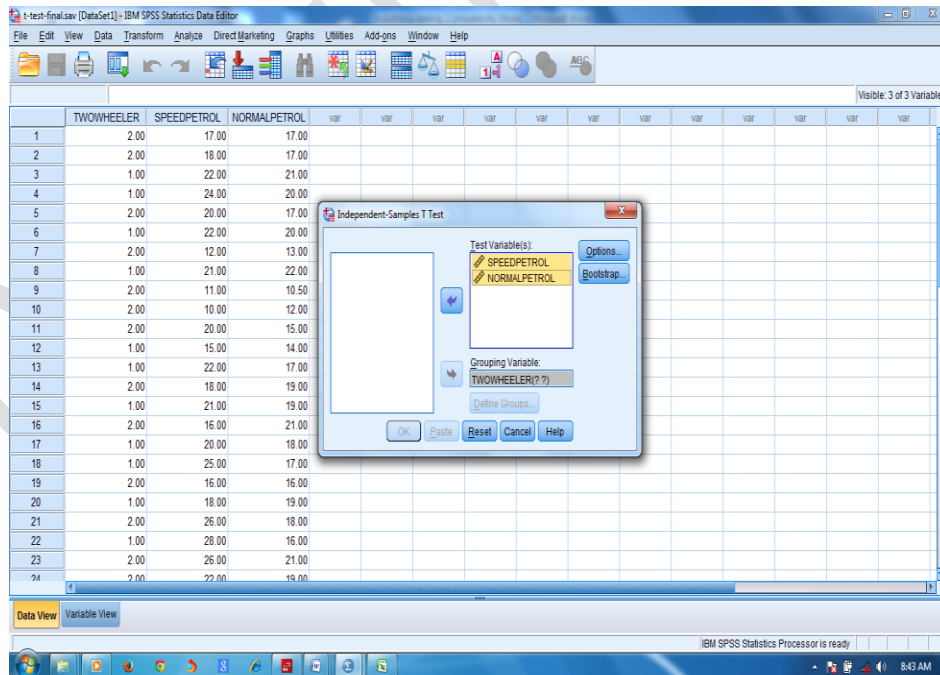 t-test-final.sav [DataSet1] - IBM SPSS Statistics Data Editor
File Edit View Data Transform Analyze Direct Marketing Graphs Utilities Add-ons Window Help
Visible: 3 of 3 Variable
TWOWHEELER SPEEDPETROL NORMALPETROL var var var var var var var var var var var
1 2.00 17.00 17.00
2 2.00 18.00 17.00
3 1.00 22.00 21.00
4 1.00 24.00 20.00
5 2.00 20.00 17.00
6 1.00 22.00 20.00
7 2.00 12.00 13.00
8 1.00 21.00 22.00
9 2.00 11.00 10.50
10 2.00 10.00 12.00
11 2.00 20.00 15.00
12 1.00 15.00 14.00
13 1.00 22.00 17.00
14 2.00 18.00 19.00
15 1.00 21.00 19.00
16 2.00 16.00 21.00
17 1.00 20.00 18.00
18 1.00 25.00 17.00
19 2.00 16.00 16.00
20 1.00 18.00 19.00
21 2.00 26.00 18.00
22 1.00 28.00 16.00
23 2.00 26.00 21.00
24 2.00 22.00 19.00
Independent-Samples T Test
Test Variable(s):
SPEEDPETROL
NORMALPETROL
Options...
Bootstrap...
Grouping Variable:
TWOWHEELER(? ?)
Define Groups...
OK Paste Reset Cancel Help
Data View Variable View
IBM SPSS Statistics Processor is ready
8:43 AM